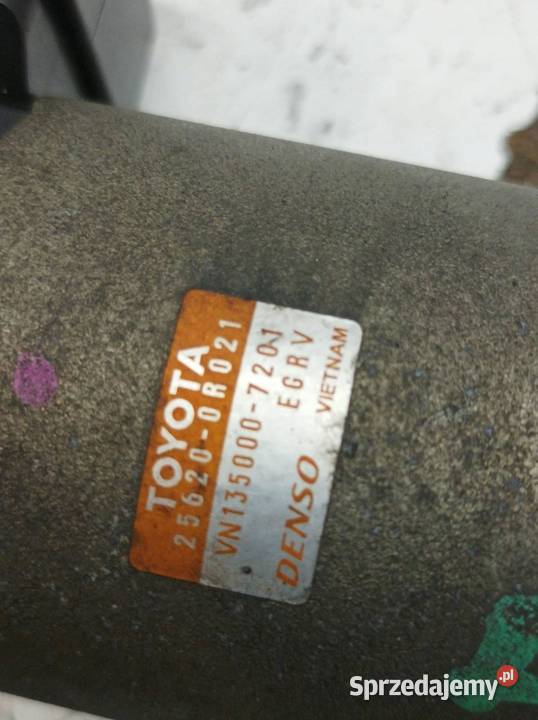 TOYOTA
25620-0R021
VN135000-7201
EGRV
DENSO
VIETNAM
Sprzedajemy.pl